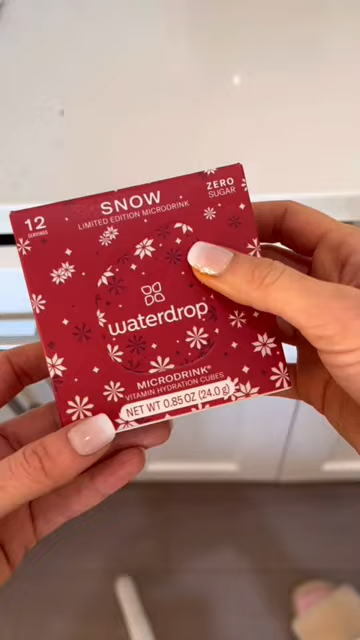 SNOW
LIMITED EDITION MICRODRINK
12
SERVINGS
ZERO
SUGAR
waterdrop
MICRODRINK®
VITAMIN HYDRATION CUBES
NET WT 0.85 OZ (24.0 g)